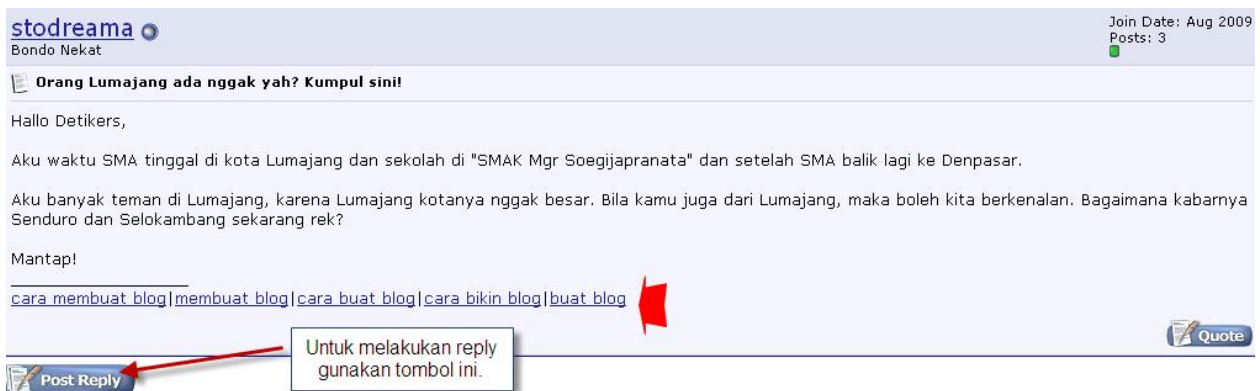 stodreama
Bondo Nekat
Join Date: Aug 2009
Posts: 3
Orang Lumajang ada nggak yah? Kumpul sini!
Hallo Detikers,
Aku waktu SMA tinggal di kota Lumajang dan sekolah di "SMAK Mgr Soegijapranata" dan setelah SMA balik lagi ke Denpasar.
Aku banyak teman di Lumajang, karena Lumajang kotanya nggak besar. Bila kamu juga dari Lumajang, maka boleh kita berkenalan. Bagaimana kabarnya
Senduro dan Selokambang sekarang rek?
Mantap!
cara membuat blog|membuat blog|cara buat blog|cara bikin blog|buat blog
Quote
Untuk melakukan reply
gunakan tombol ini.
Post Reply